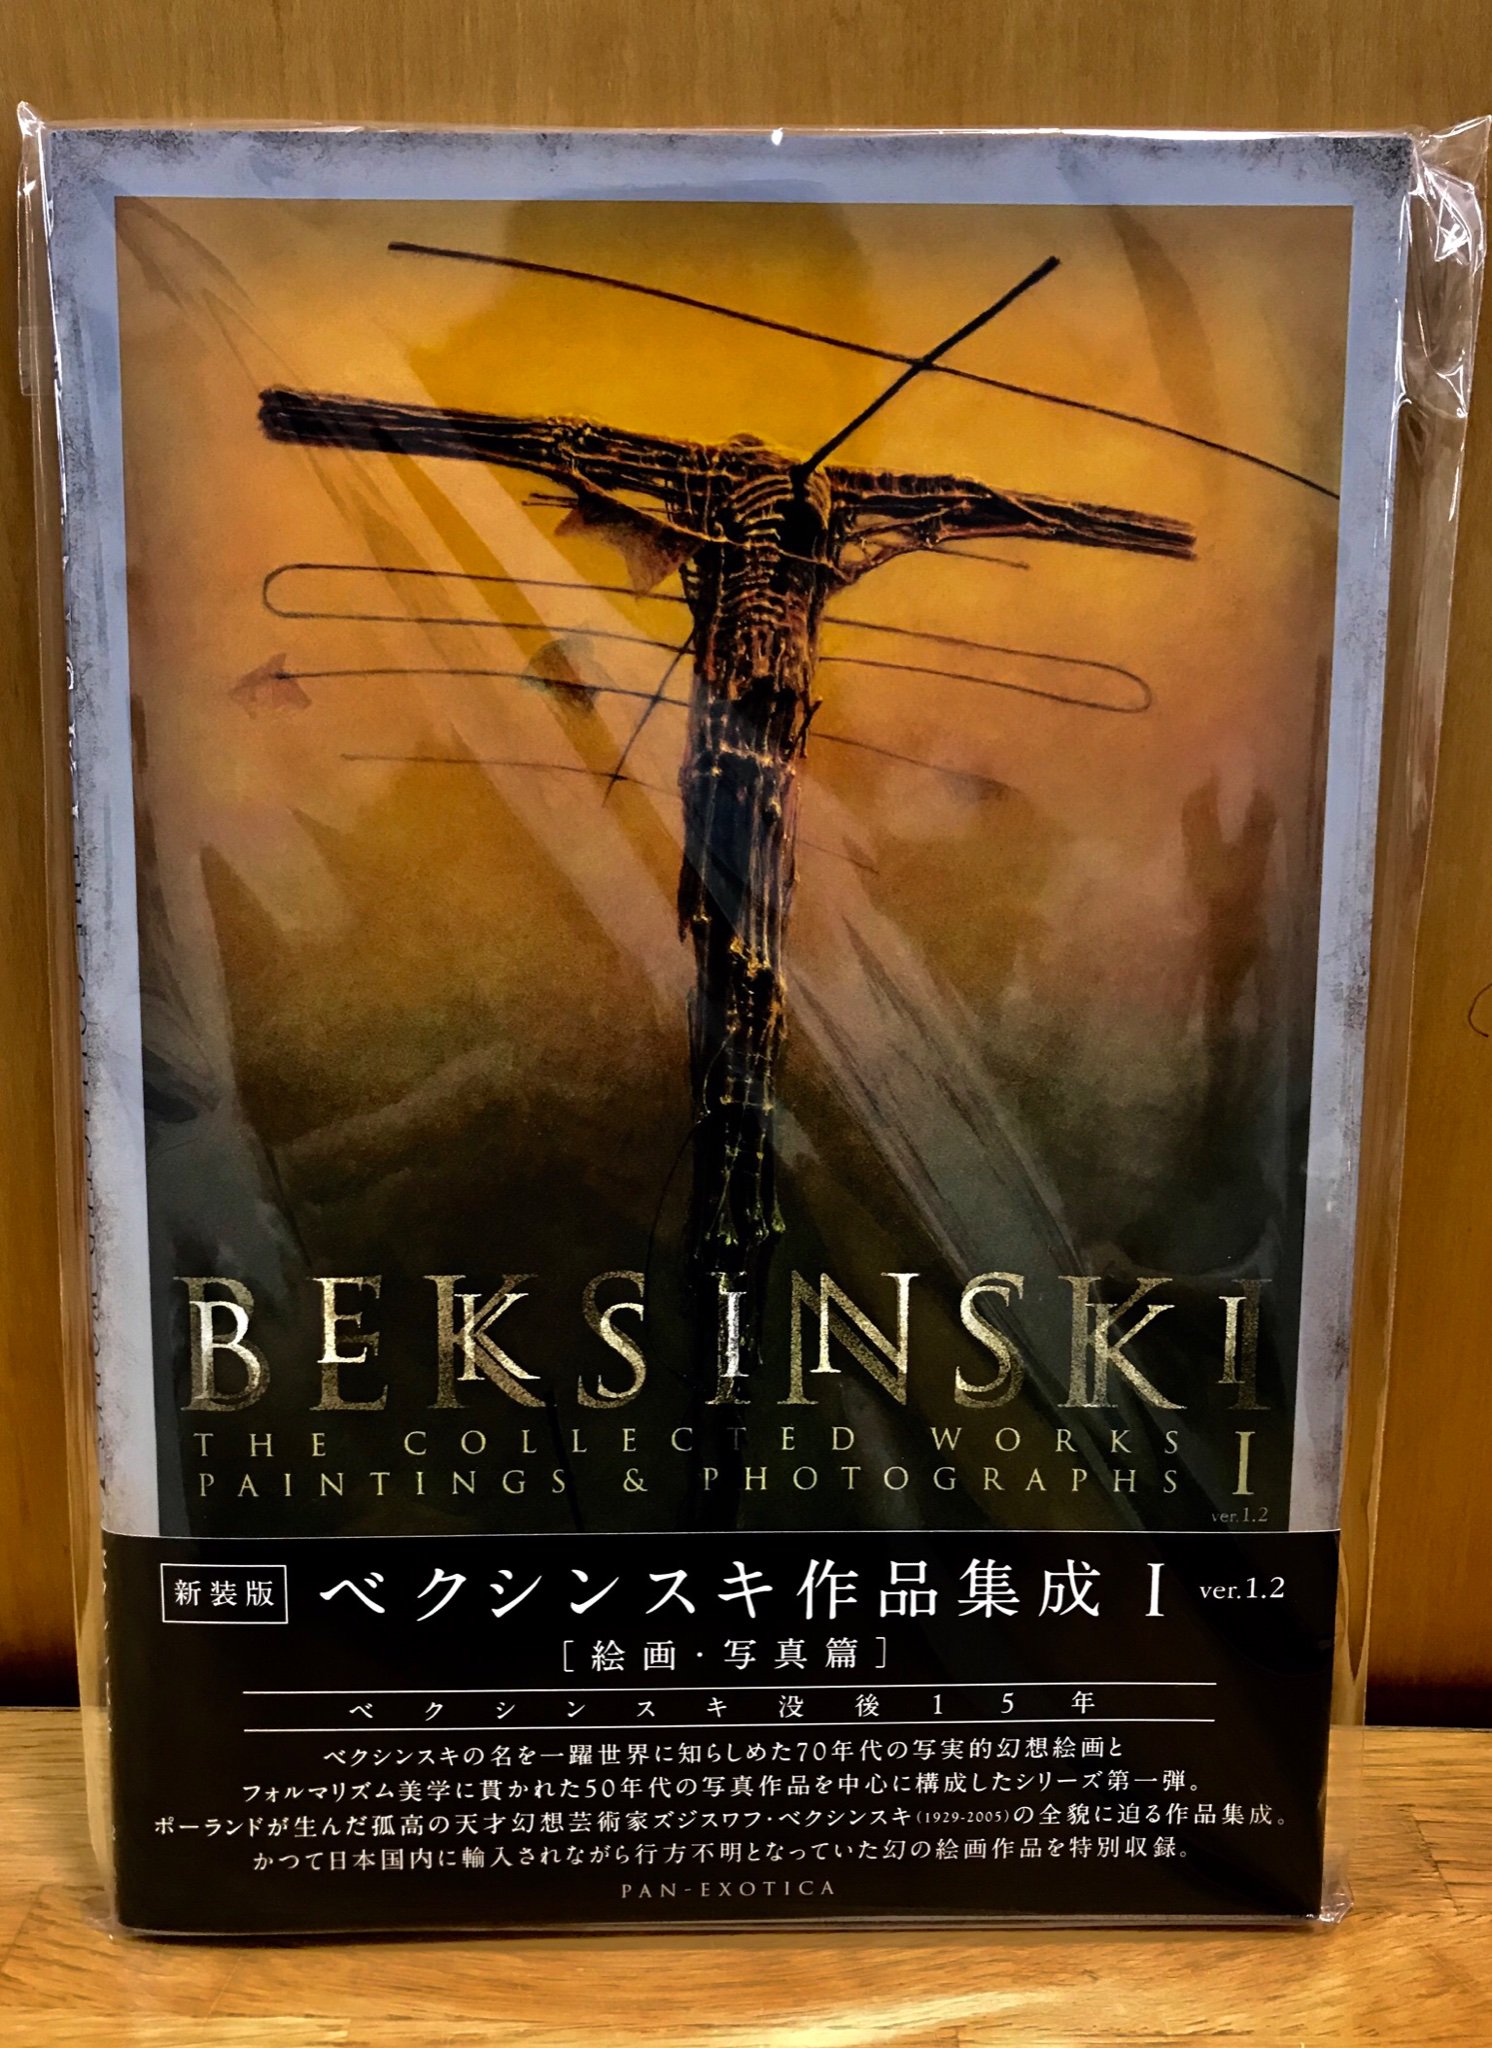 BEKSINSKI
THE COLLECTED WORKS
PAINTINGS & PHOTOGRAPHS I
ver.1.2
新装版 ベクシンスキ作品集成 I ver.1.2
[絵画・写真篇]
ベクシンスキ没後15年
ベクシンスキの名を一躍世界に知らしめた70年代の写実的幻想絵画と
フォルマリズム美学に貫かれた50年代の写真作品を中心に構成したシリーズ第一弾。
ポーランドが生んだ孤高の天才幻想芸術家ズジスワフ・ベクシンスキ(1929-2005)の全貌に迫る作品集成。
かつて日本国内に輸入されながら行方不明となっていた幻の絵画作品を特別収録。
PAN-EXOTICA